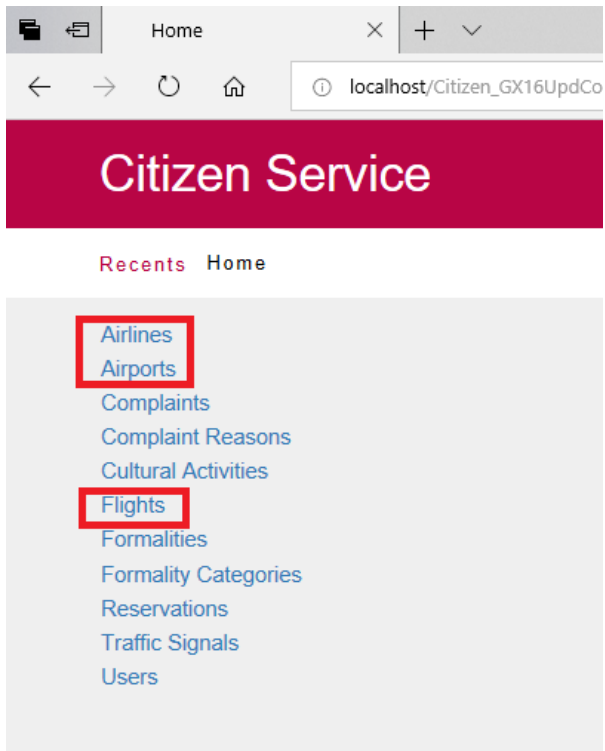 Home
localhost/Citizen_GX16UpdCo
Citizen Service
Recents Home
Airlines
Airports
Complaints
Complaint Reasons
Cultural Activities
Flights
Formalities
Formality Categories
Reservations
Traffic Signals
Users